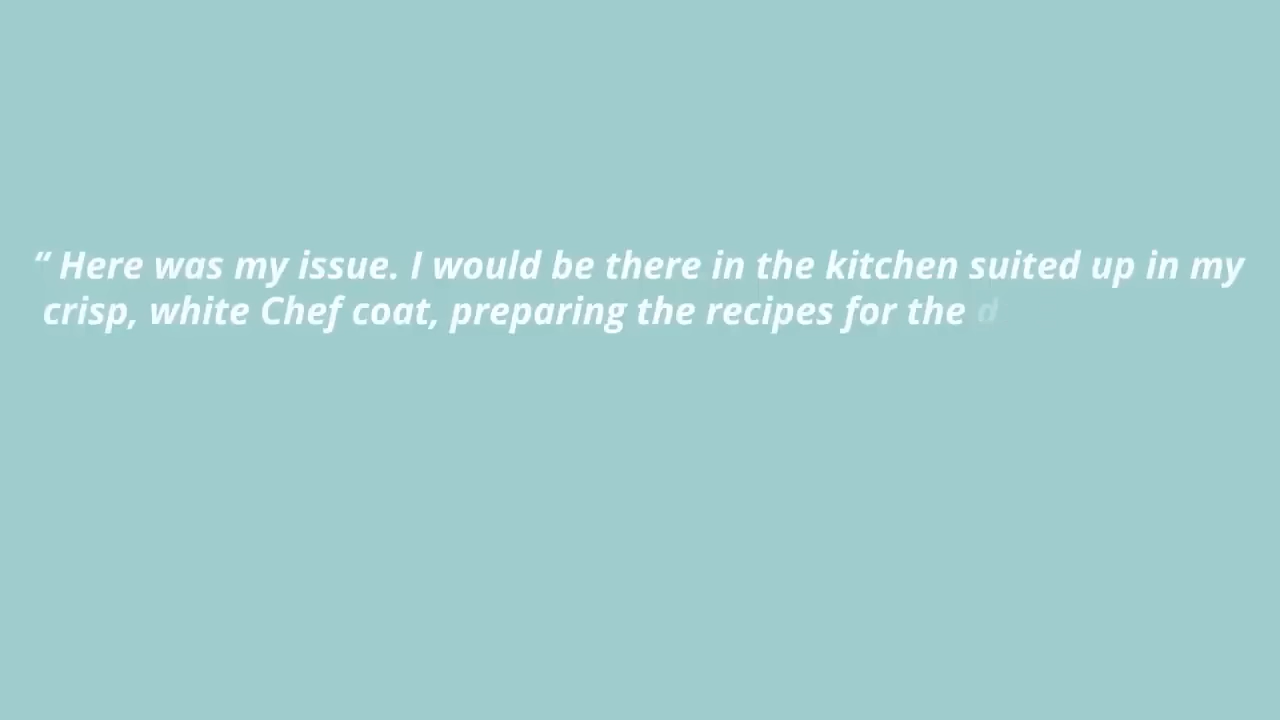 “ Here was my issue. I would be there in the kitchen suited up in my
crisp, white Chef coat, preparing the recipes for the d